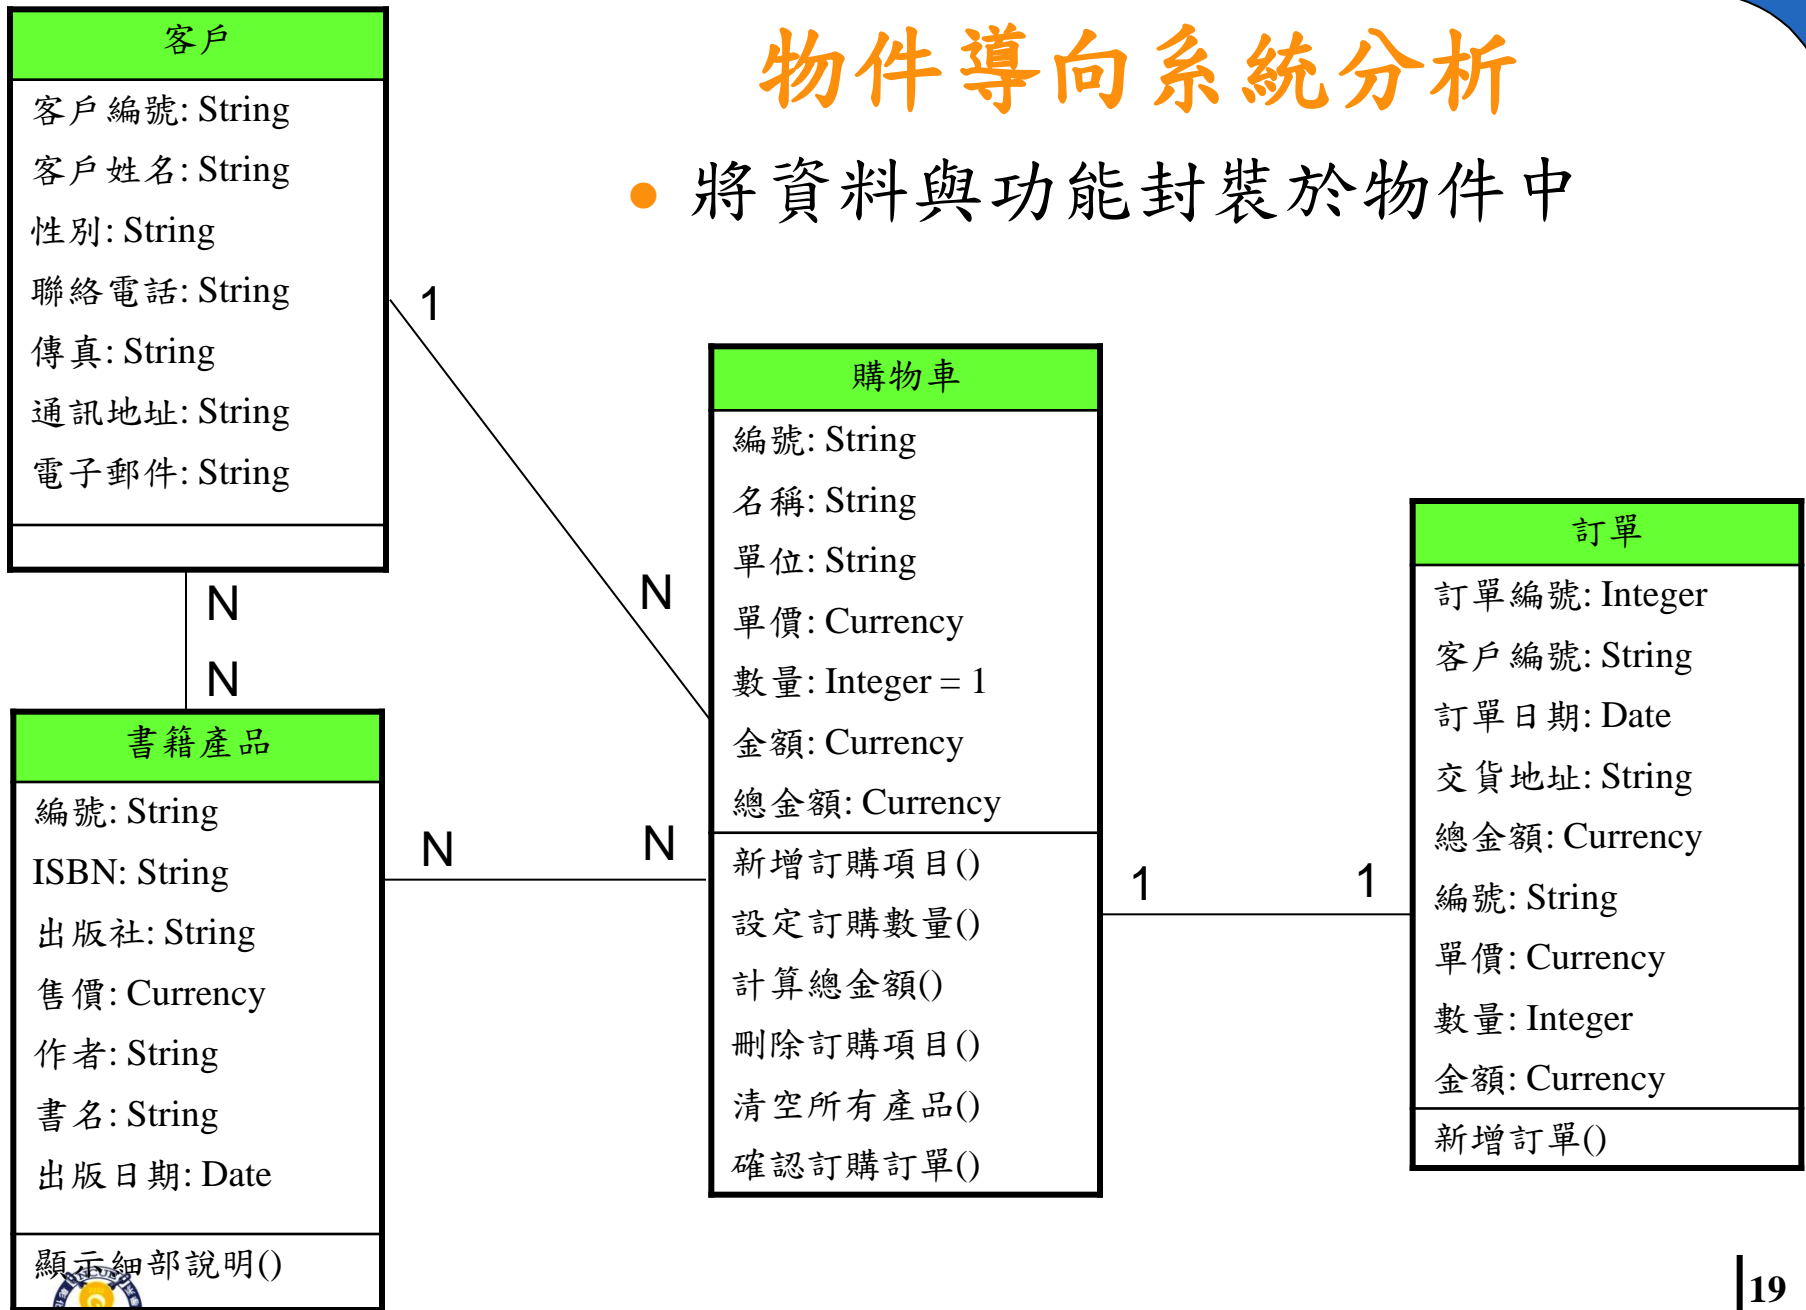 物件導向系統分析
• 將資料與功能封裝於物件中
客戶
客戶編號: String
客戶姓名: String
性別: String
聯絡電話: String
傳真: String
通訊地址: String
電子郵件: String
1
N
N
N
書籍產品
編號: String
ISBN: String
出版社: String
售價: Currency
作者: String
書名: String
出版日期: Date
顯示細部說明()
N
N
購物車
編號: String
名稱: String
單位: String
單價: Currency
數量: Integer = 1
金額: Currency
總金額: Currency
新增訂購項目()
設定訂購數量()
計算總金額()
刪除訂購項目()
清空所有產品()
確認訂購訂單()
1
1
訂單
訂單編號: Integer
客戶編號: String
訂單日期: Date
交貨地址: String
總金額: Currency
編號: String
單價: Currency
數量: Integer
金額: Currency
新增訂單()
19